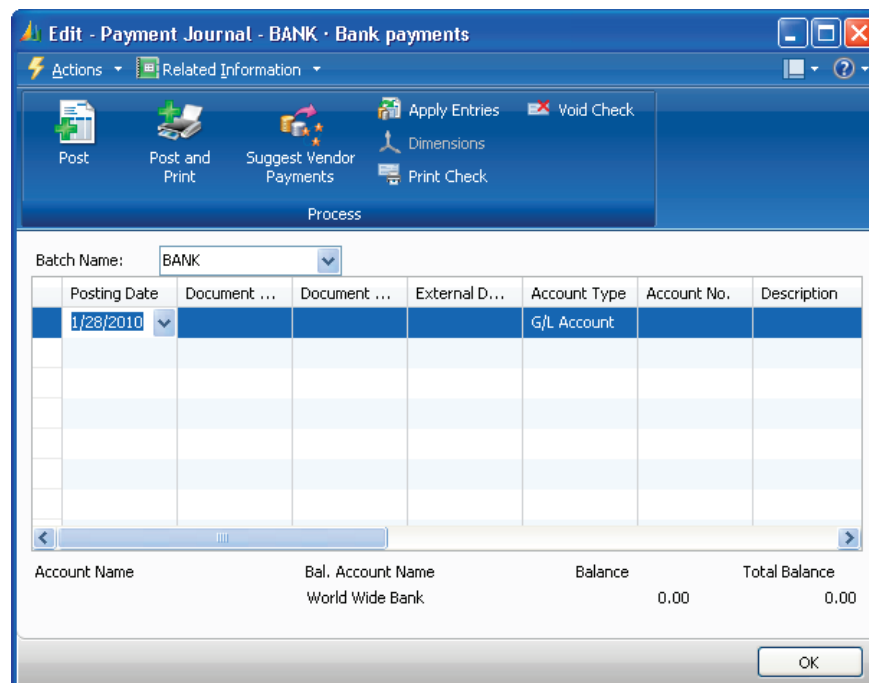 Edit - Payment Journal - BANK · Bank payments
Actions Related Information
Post
Post and
Print
Suggest Vendor
Payments
Apply Entries
Dimensions
Print Check
Void Check
Process
Batch Name: BANK
Posting Date Document ... Document ... External D... Account Type Account No. Description
1/28/2010 G/L Account
Account Name Bal. Account Name Balance Total Balance
World Wide Bank 0.00 0.00
OK